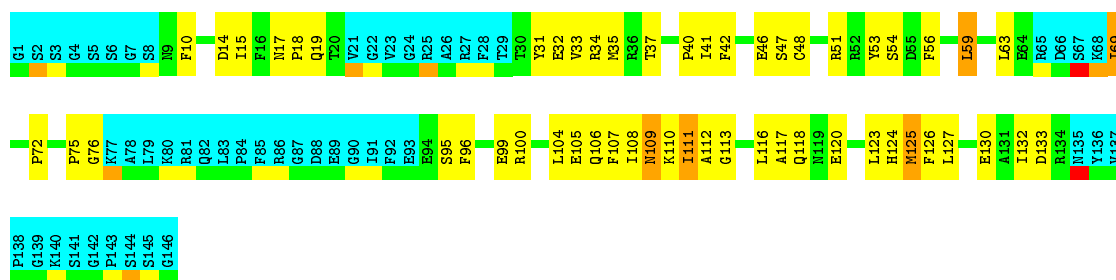 G1 S2 S3 G4 S5 S6 G7 S8 N9 F10 D14 I15 F16 N17 P18 Q19 T20 V21 G22 V23 G24 R25 A26 R27 F28 T29 T30 Y31 E32 V33 R34 M35 R36 T37 P40 I41 F42 E46 S47 C48 R51 R52 Y53 S54 D55 F56 L59 L63 E64 R65 D66 S67 K68 I69
P72 P75 G76 K77 A78 L79 K80 R81 Q82 L83 P84 F85 R86 G87 D88 E89 G90 I91 F92 E93 E94 S95 F96 E99 R100 L104 E105 Q106 F107 I108 N109 K110 I111 A112 G113 L116 A117 Q118 N119 E120 L123 H124 M125 F126 L127 E130 A131 I132 D133 R134 N135 Y136 V137
P138 G139 K140 S141 G142 P143 S144 S145 G146